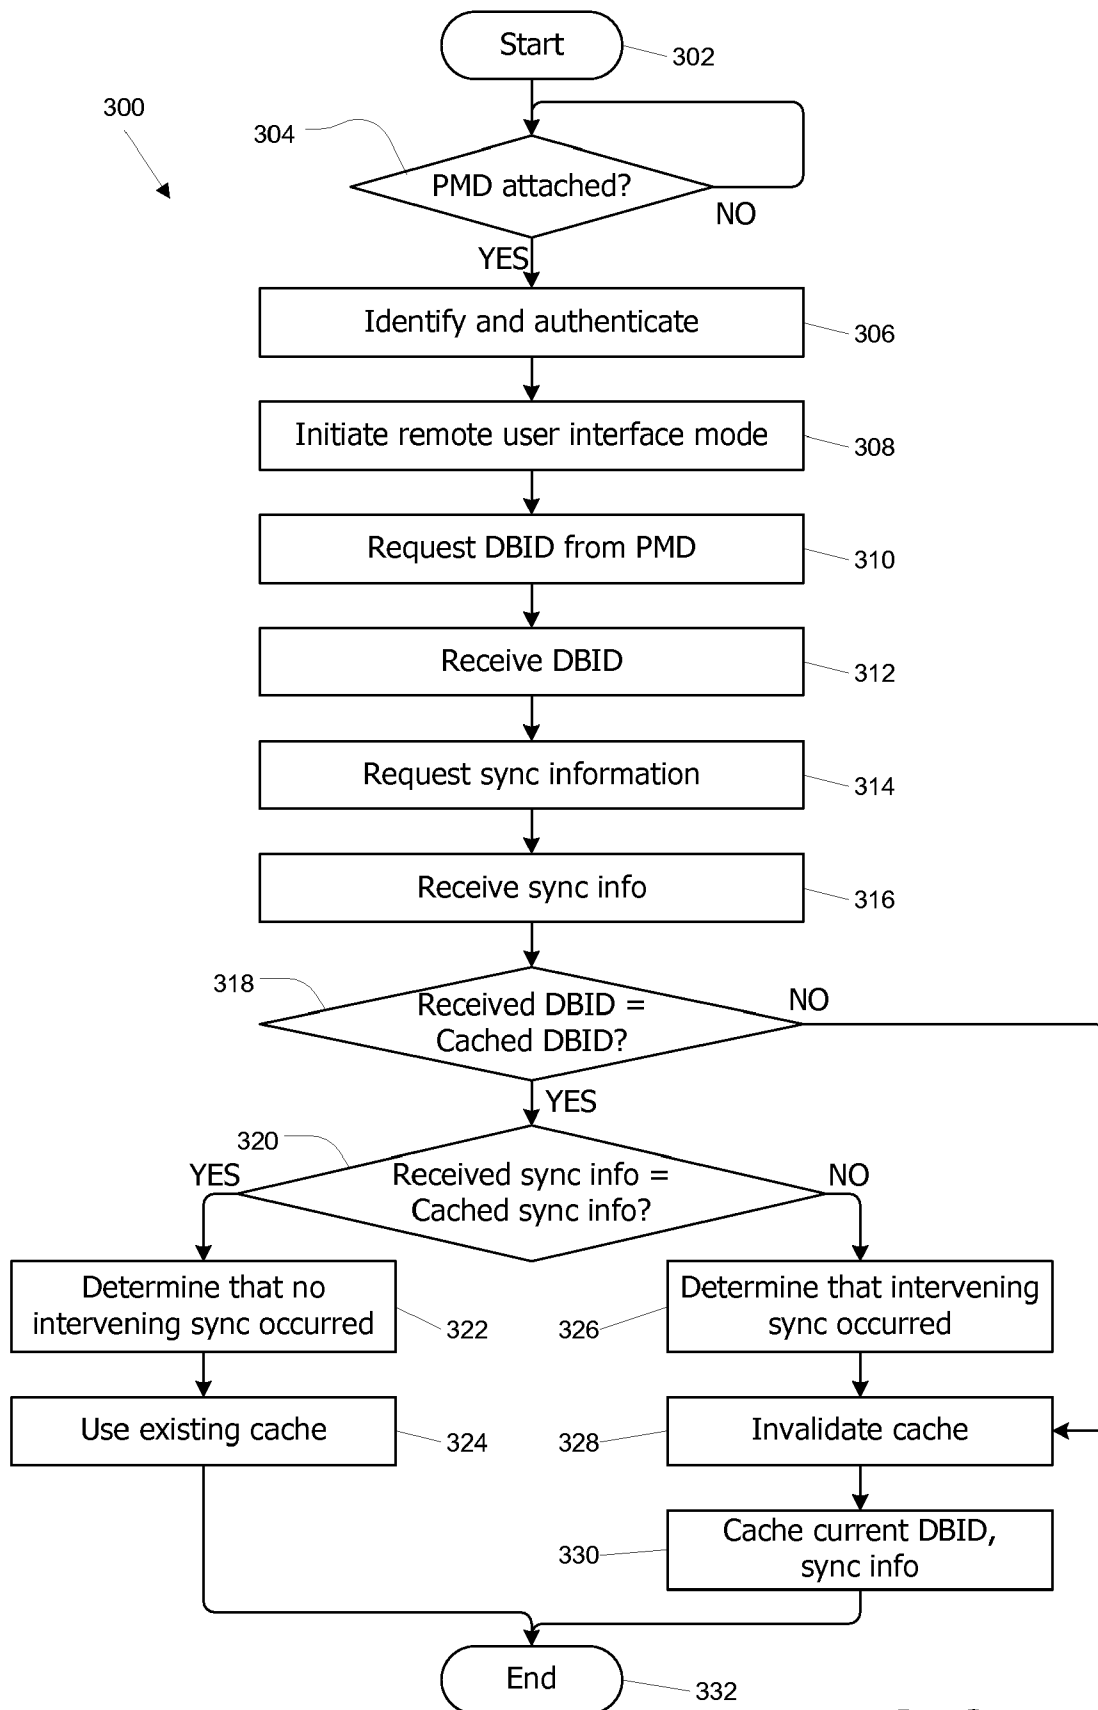 Start
302
300
304
PMD attached?
NO
YES
Identify and authenticate
306
Initiate remote user interface mode
308
Request DBID from PMD
310
Receive DBID
312
Request sync information
314
Receive sync info
316
318
Received DBID =
Cached DBID?
NO
YES
320
Received sync info =
Cached sync info?
YES
NO
Determine that no
intervening sync occurred
322
326
Determine that intervening
sync occurred
Use existing cache
324
328
Invalidate cache
330
Cache current DBID,
sync info
End
332